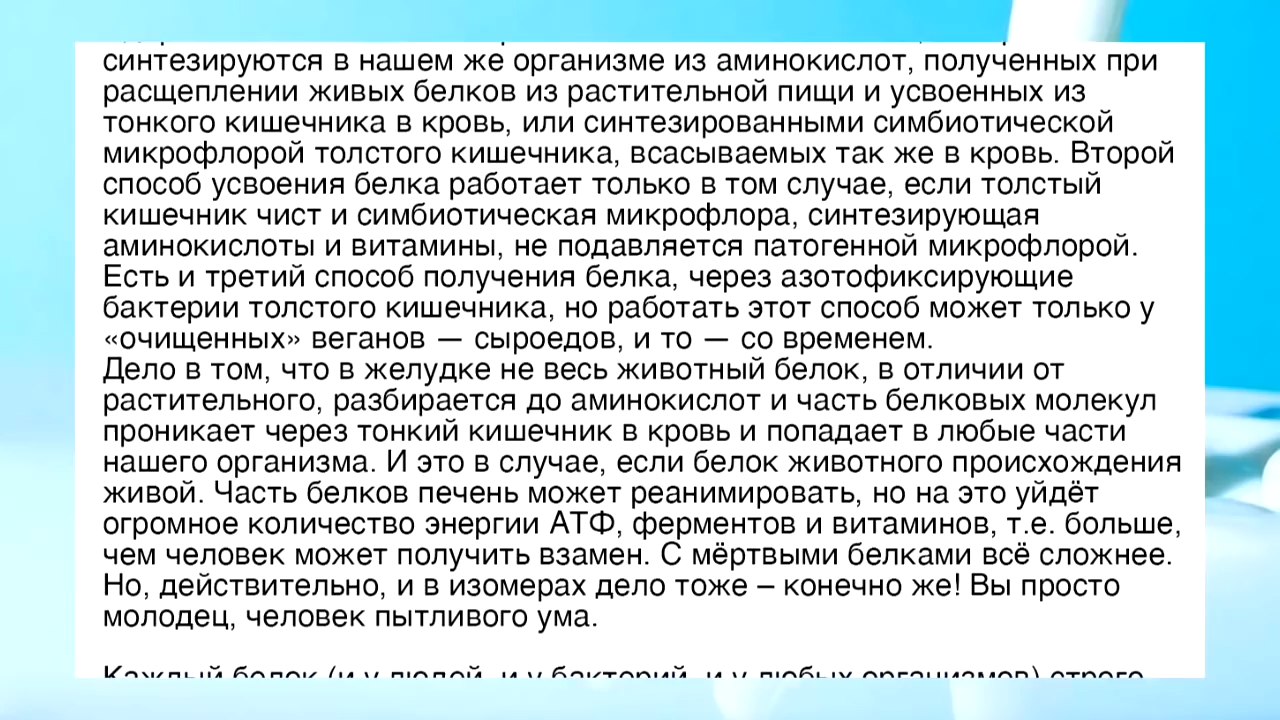 синтезируются в нашем же организме из аминокислот, полученных при
расщеплении живых белков из растительной пищи и усвоенных из
тонкого кишечника в кровь, или синтезированными симбиотической
микрофлорой толстого кишечника, всасываемых так же в кровь. Второй
способ усвоения белка работает только в том случае, если толстый
кишечник чист и симбиотическая микрофлора, синтезирующая
аминокислоты и витамины, не подавляется патогенной микрофлорой.
Есть и третий способ получения белка, через азотофиксирующие
бактерии толстого кишечника, но работать этот способ может только у
«очищенных» веганов — сыроедов, и то — со временем.
Дело в том, что в желудке не весь животный белок, в отличии от
растительного, разбирается до аминокислот и часть белковых молекул
проникает через тонкий кишечник в кровь и попадает в любые части
нашего организма. И это в случае, если белок животного происхождения
живой. Часть белков печень может реанимировать, но на это уйдёт
огромное количество энергии АТФ, ферментов и витаминов, т.е. больше,
чем человек может получить взамен. С мёртвыми белками всё сложнее.
Но, действительно, и в изомерах дело тоже – конечно же! Вы просто
молодец, человек пытливого ума.
Каждый белок (и у людей, и у бактерий, и у любых организмов) строго